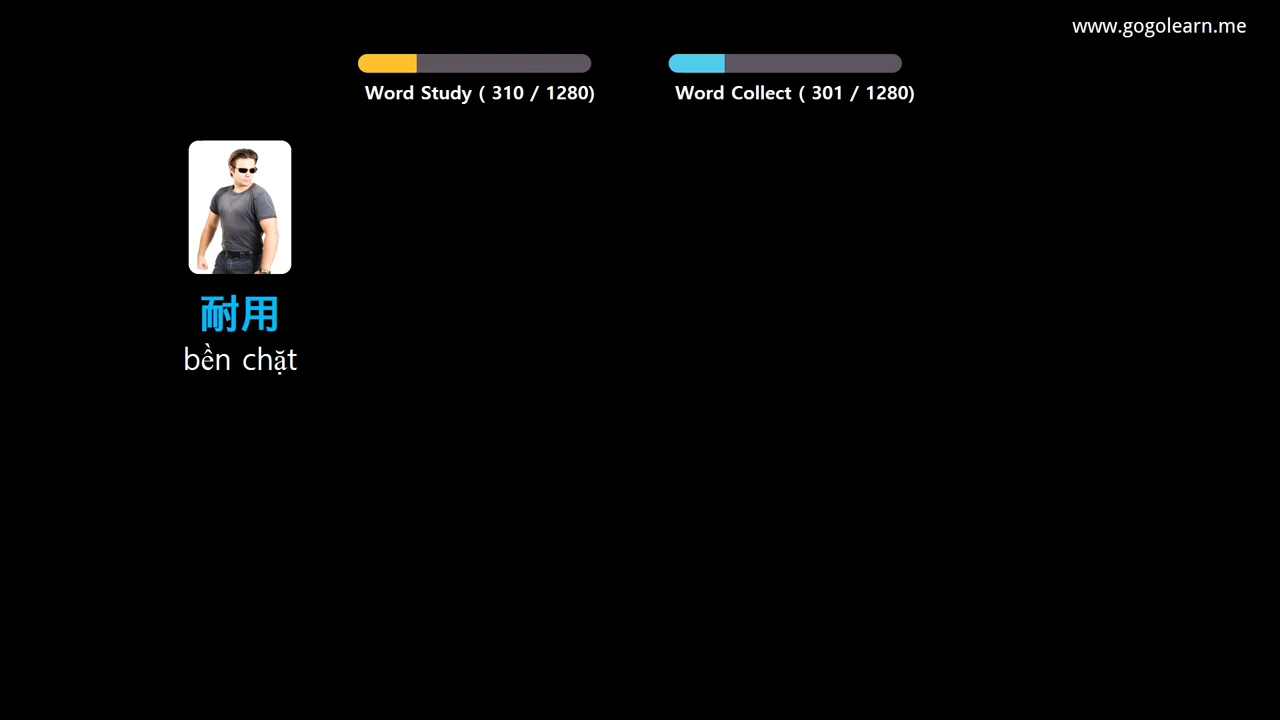 www.gogolearn.me
Word Study ( 310 / 1280)
Word Collect ( 301 / 1280)
耐用
bền chặt